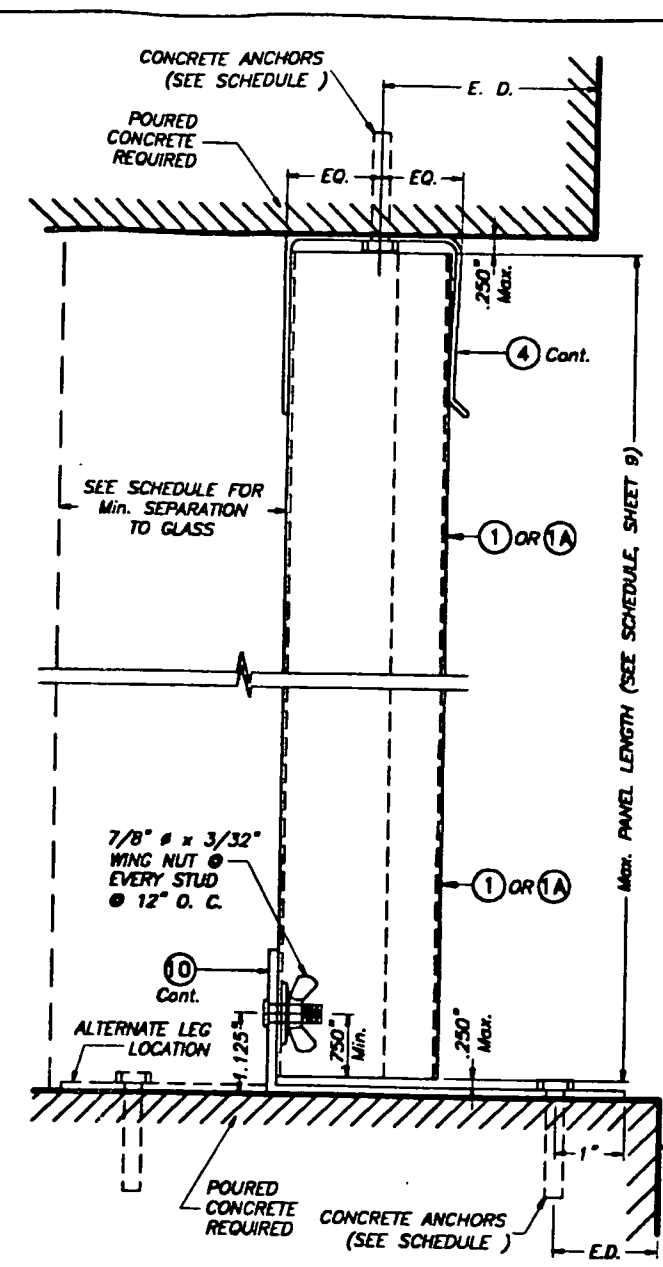 CONCRETE ANCHORS
(SEE SCHEDULE )
E. D.
POURED
CONCRETE
REQUIRED
EQ.
EQ.
.250"
Max.
4 Cont.
SEE SCHEDULE FOR
Min. SEPARATION
TO GLASS
1 OR 1A
Max. PANEL LENGTH (SEE SCHEDULE, SHEET 9)
7/8" ø x 3/32"
WING NUT @
EVERY STUD
@ 12" O. C.
1 OR 1A
10
Cont.
ALTERNATE LEG
LOCATION
1.125"
.750"
Min.
.250"
Max.
1"
POURED
CONCRETE
REQUIRED
CONCRETE ANCHORS
(SEE SCHEDULE )
E.D.